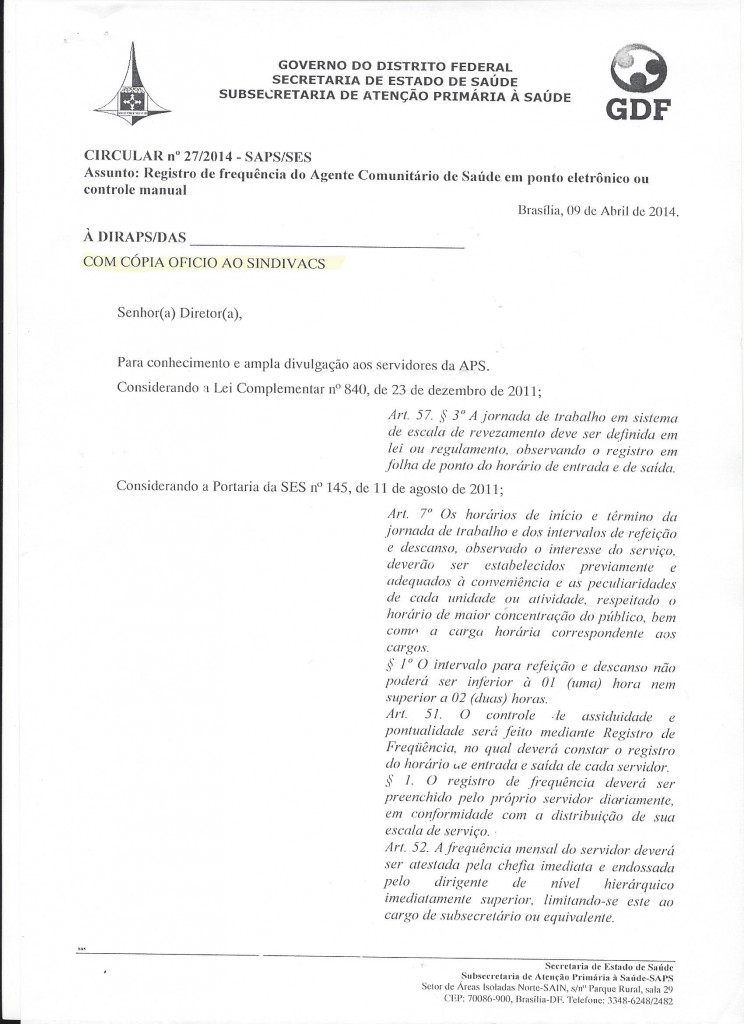 GOVERNO DO DISTRITO FEDERAL
SECRETARIA DE ESTADO DE SAÚDE
SUBSECRETARIA DE ATENÇÃO PRIMÁRIA À SAÚDE
GDF
CIRCULAR nº 27/2014 - SAPS/SES
Assunto: Registro de frequência do Agente Comunitário de Saúde em ponto eletrônico ou
controle manual
Brasília, 09 de Abril de 2014.
À DIRAPS/DAS
COM CÓPIA OFICIO AO SINDIVACS
Senhor(a) Diretor(a),
Para conhecimento e ampla divulgação aos servidores da APS.
Considerando a Lei Complementar nº 840, de 23 de dezembro de 2011;
Art. 57. § 3º A jornada de trabalho em sistema
de escala de revezamento deve ser definida em
lei ou regulamento, observando o registro em
folha de ponto do horário de entrada e de saída.
Considerando a Portaria da SES nº 145, de 11 de agosto de 2011;
Art. 7º Os horários de início e término da
jornada de trabalho e dos intervalos de refeição
e descanso, observado o interesse do serviço,
deverão ser estabelecidos previamente e
adequados à conveniência e as peculiaridades
de cada unidade ou atividade, respeitado o
horário de maior concentração do público, bem
como a carga horária correspondente aos
cargos.
§ 1º O intervalo para refeição e descanso não
poderá ser inferior à 01 (uma) hora nem
superior a 02 (duas) horas.
Art. 51. O controle de assiduidade e
pontualidade será feito mediante Registro de
Freqüência, no qual deverá constar o registro
do horário de entrada e saída de cada servidor.
§ 1. O registro de frequência deverá ser
preenchido pelo próprio servidor diariamente,
em conformidade com a distribuição de sua
escala de serviço.
Art. 52. A frequência mensal do servidor deverá
ser atestada pela chefia imediata e endossada
pelo dirigente de nível hierárquico
imediatamente superior, limitando-se este ao
cargo de subsecretário ou equivalente.
Secretaria de Estado de Saúde
Subsecretaria de Atenção Primária à Saúde-SAPS
Setor de Áreas Isoladas Norte-SAIN, s/nº Parque Rural, sala 29
CEP: 70086-900, Brasília-DF. Telefone: 3348-6248/2482